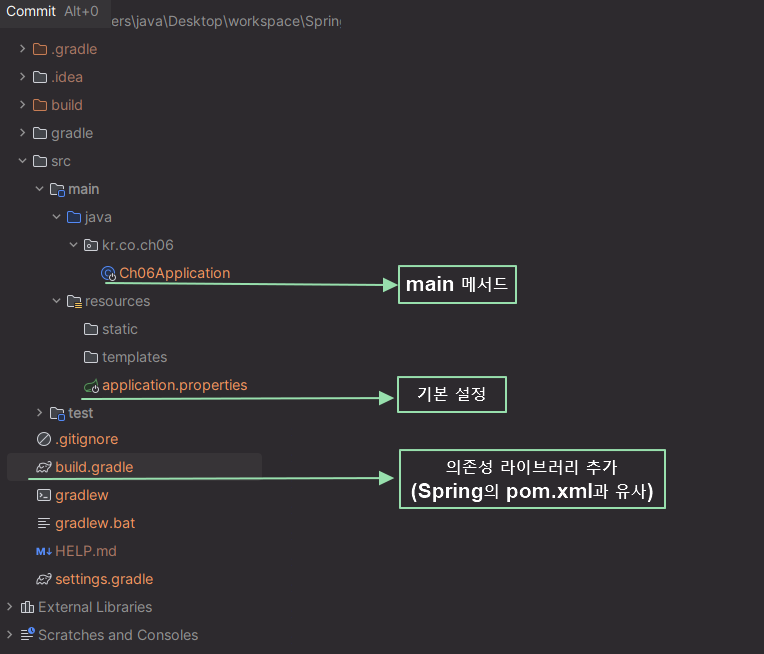 Commit Alt+0
ers\java\Desktop\workspace\Sprin
.gradle
.idea
build
gradle
src
main
java
kr.co.ch06
Ch06Application
main 메서드
resources
static
templates
application.properties
기본 설정
test
.gitignore
build.gradle
의존성 라이브러리 추가
(Spring의 pom.xml과 유사)
gradlew
gradlew.bat
M↓ HELP.md
settings.gradle
External Libraries
Scratches and Consoles